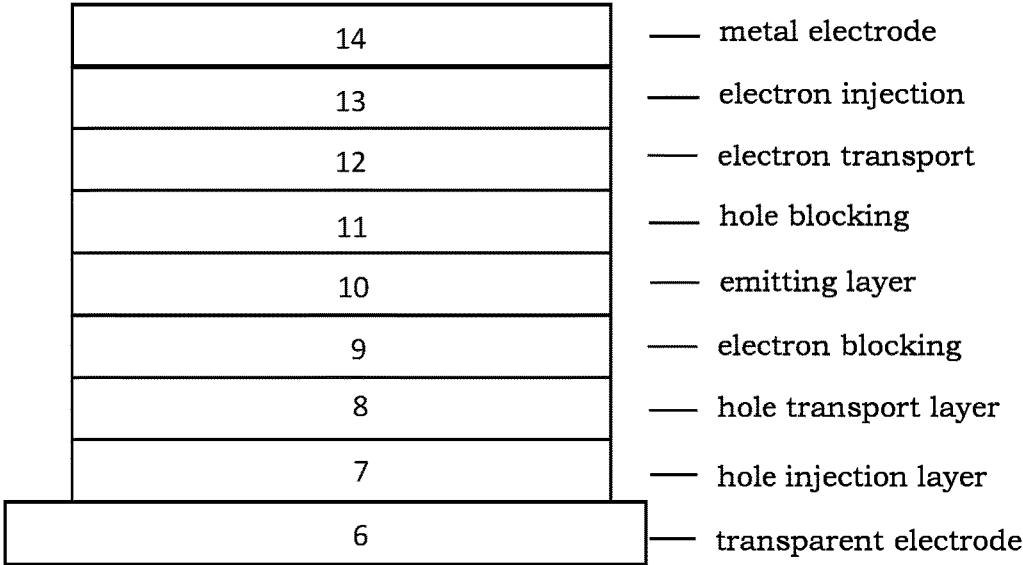 14 metal electrode
13 electron injection
12 electron transport
11 hole blocking
10 emitting layer
9 electron blocking
8 hole transport layer
7 hole injection layer
6 transparent electrode